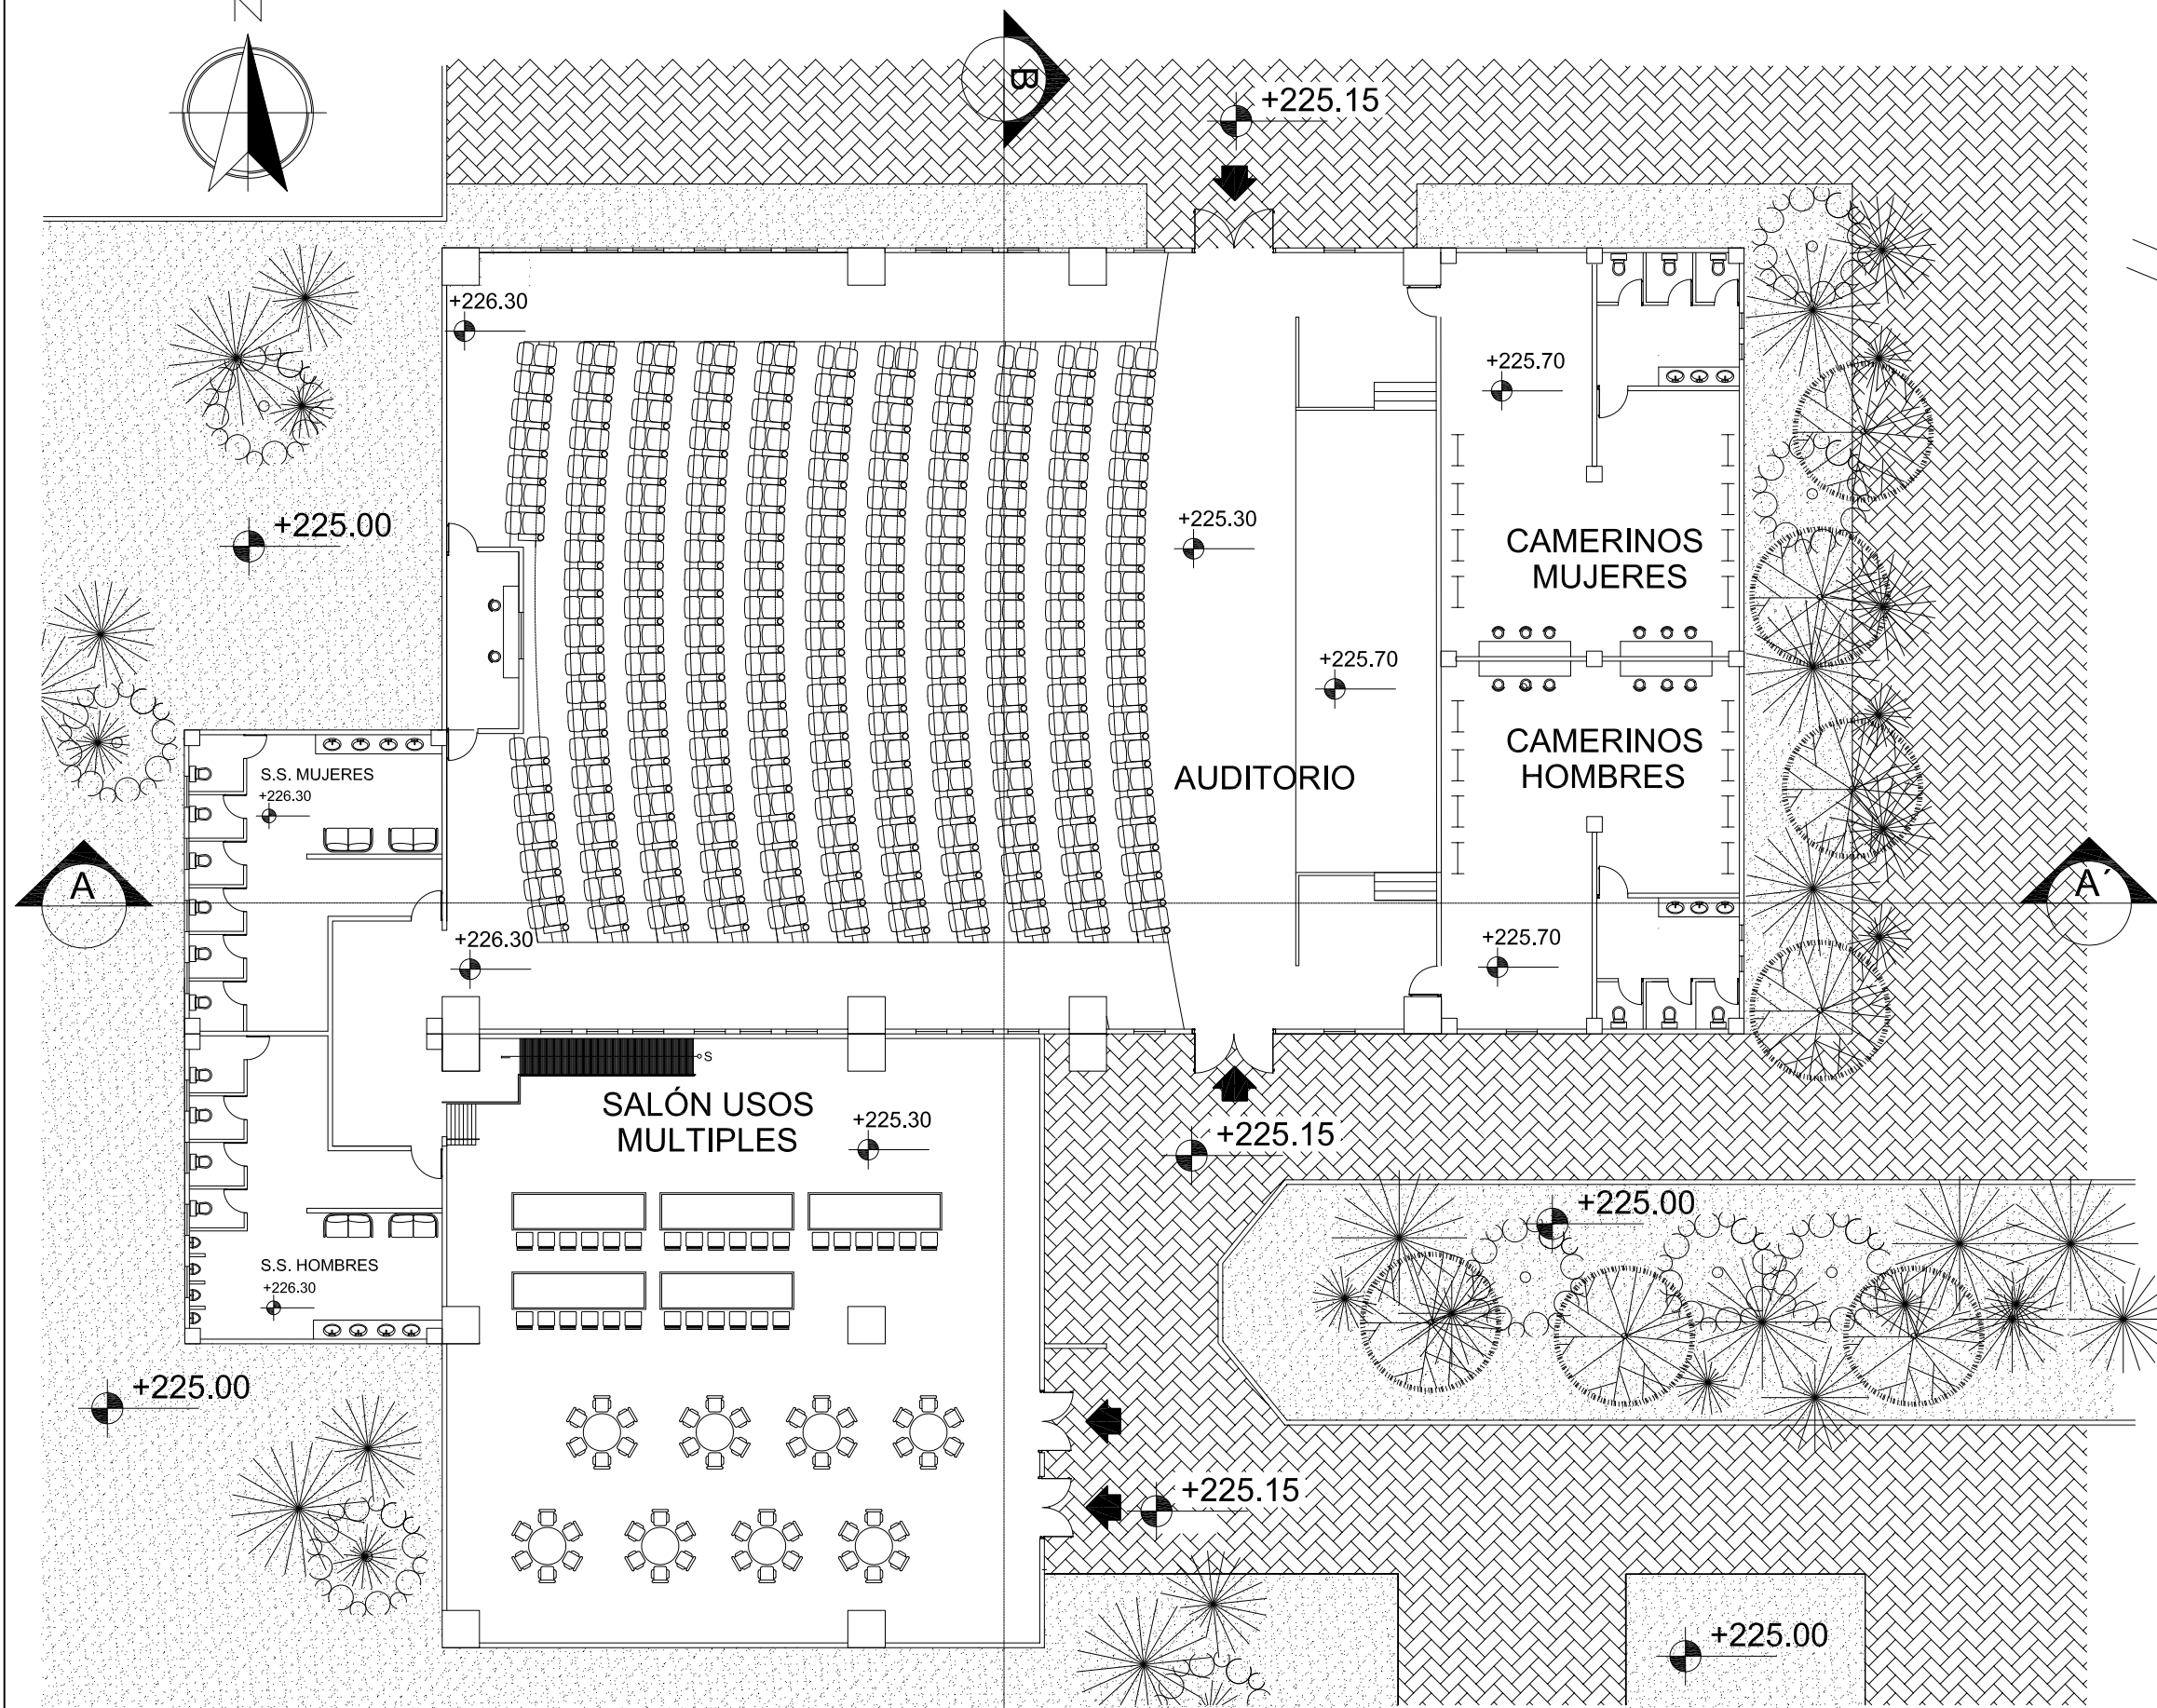 N
B
+225.15
+226.30
+225.70
+225.00
+225.30
CAMERINOS
MUJERES
+225.70
CAMERINOS
HOMBRES
AUDITORIO
S.S. MUJERES
+226.30
A
A´
+226.30
+225.70
S
SALÓN USOS
MULTIPLES
+225.30
+225.15
+225.00
S.S. HOMBRES
+226.30
+225.00
+225.15
+225.00